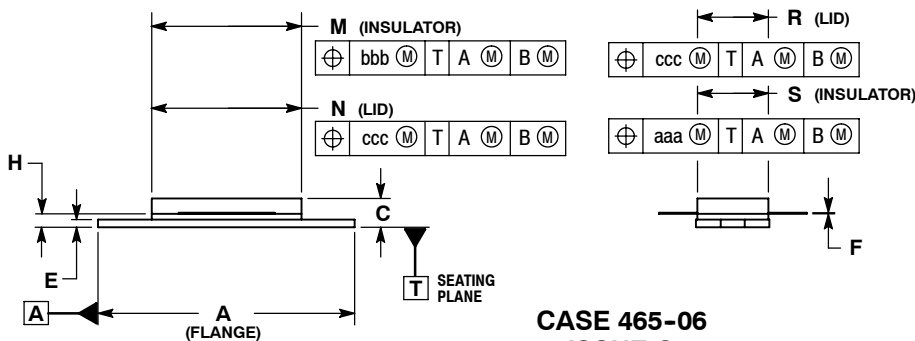 M (INSULATOR)
⌖ bbb Ⓜ T A Ⓜ B Ⓜ
N (LID)
⌖ ccc Ⓜ T A Ⓜ B Ⓜ
R (LID)
⌖ ccc Ⓜ T A Ⓜ B Ⓜ
S (INSULATOR)
⌖ aaa Ⓜ T A Ⓜ B Ⓜ
H
C
E
F
T SEATING
PLANE
A
A
(FLANGE)
CASE 465-06